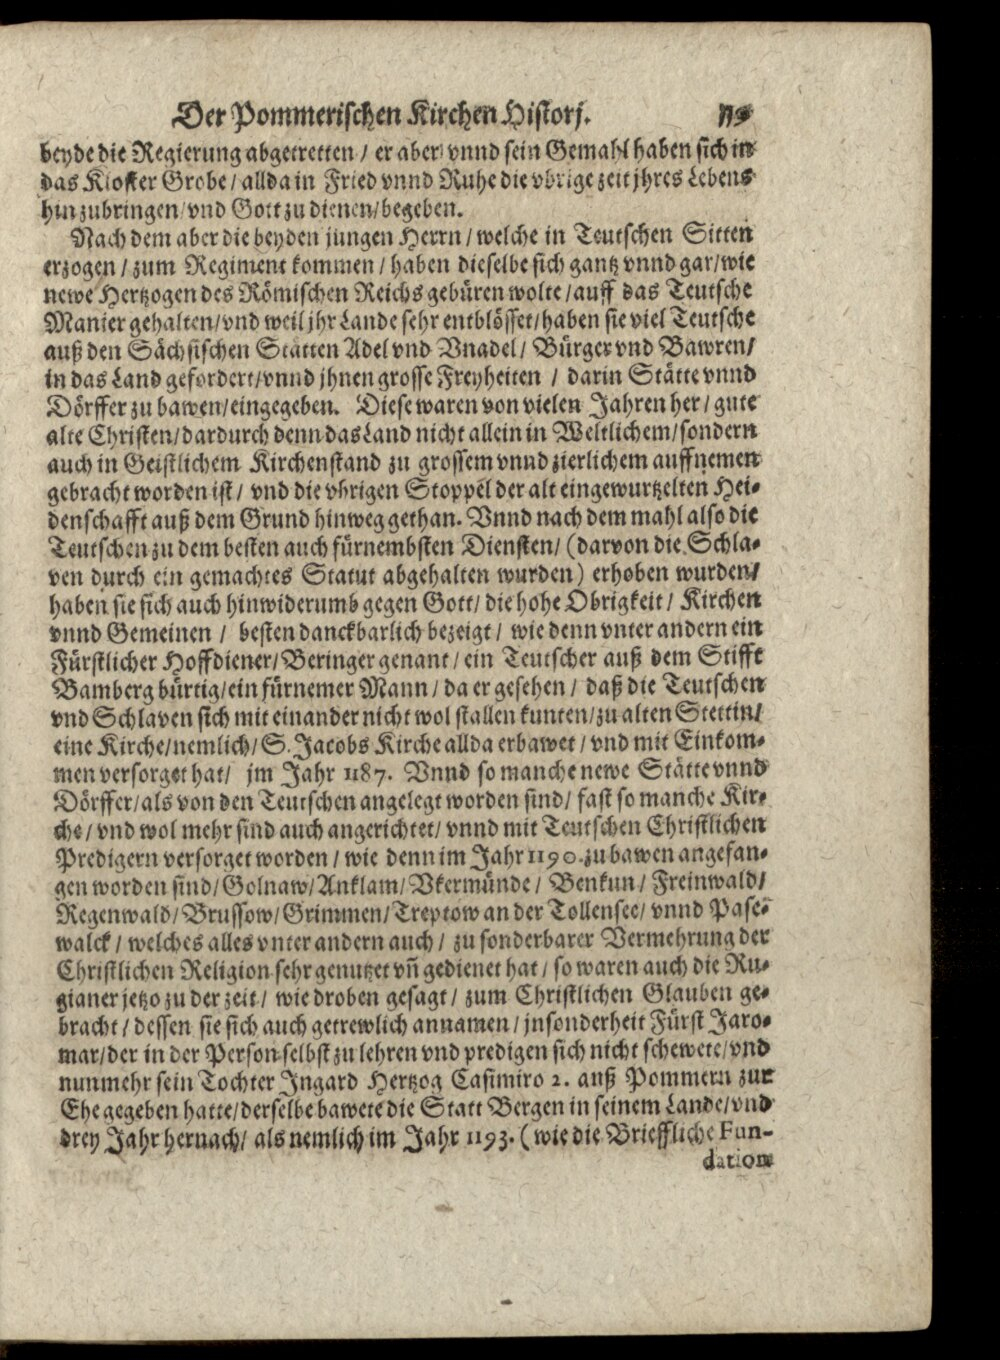 Der Pommerischen Kirchen Histori. 119
beyde die Regierung abgetretten / er aber vnnd sein Gemahl haben sich in
das Kloster Grobe / allda in Fried vnnd Ruhe die vbrige zeit jhres Lebens
hinzubringen / vnd Gott zu dienen / begeben.
Nach dem aber die beyden jungen Herrn / welche in Teutschen Sitten
erzogen / zum Regiment kommen / haben dieselbe sich gantz vnnd gar / wie
newe Hertzogen des Römischen Reichs gebüren wolte / auff das Teutsche
Manier gehalten / vnd weil jhr Lande sehr entblösset / haben sie viel Teutsche
auß den Sächsischen Stätten Adel vnd Vnadel / Bürger vnd Bawren /
in das Land gefordert / vnnd jhnen grosse Freyheiten / darin Stätte vnnd
Dörffer zu bawen / eingegeben. Diese waren von vielen Jahren her / gute
alte Christen / dardurch denn das Land nicht allein in Weltlichem / sondern
auch in Geistlichem Kirchenstand zu grossem vnnd zierlichem auffnemen
gebracht worden ist / vnd die vbrigen Stoppel der alt eingewurtzelten Hei-
denschafft auß dem Grund hinweg gethan. Vnnd nach dem mahl also die
Teutschen zu dem besten auch fürnembsten Diensten / (darvon die Schla-
ven durch ein gemachtes Statut abgehalten wurden) erhoben wurden /
haben sie sich auch hinwiderumb gegen Gott / die hohe Obrigkeit / Kirchen
vnnd Gemeinen / besten danckbarlich bezeigt / wie denn vnter andern ein
Fürstlicher Hoffdiener / Beringer genant / ein Teutscher auß dem Stifft
Bamberg bürtig / ein fürnemer Mann / da er gesehen / daß die Teutschen
vnd Schlaven sich mit einander nicht wol stallen kunten / zu alten Stettin /
eine Kirche / nemlich / S. Jacobs Kirche allda erbawet / vnd mit Einkom-
men versorget hat / jm Jahr 1187. Vnnd so manche newe Stätte vnnd
Dörffer / als von den Teutschen angelegt worden sind / fast so manche Kir-
che / vnd wol mehr sind auch angerichtet / vnnd mit Teutschen Christlichen
Predigern versorget worden / wie denn im Jahr 1190. zu bawen angefan-
gen worden sind / Golnaw / Anklam / Vkermünde / Benkun / Freinwald /
Regenwald / Brussow / Grimmen / Treptow an der Tollensee / vnnd Pase-
walck / welches alles vnter andern auch / zu sonderbarer Vermehrung der
Christlichen Religion sehr genutzet vn̄ gedienet hat / so waren auch die Ru-
gianer jetzo zu der zeit / wie droben gesagt / zum Christlichen Glauben ge-
bracht / dessen sie sich auch getrewlich annamen / jnsonderheit Fürst Jaro-
mar / der in der Person selbst zu lehren vnd predigen sich nicht schewete / vnd
nunmehr sein Tochter Ingard Hertzog Casimiro 2. auß Pommern zur
Ehe gegeben hatte / derselbe bawete die Statt Bergen in seinem Lande / vnd
drey Jahr hernach / als nemlich im Jahr 1193. (wie die Brieffliche Fun-
dation